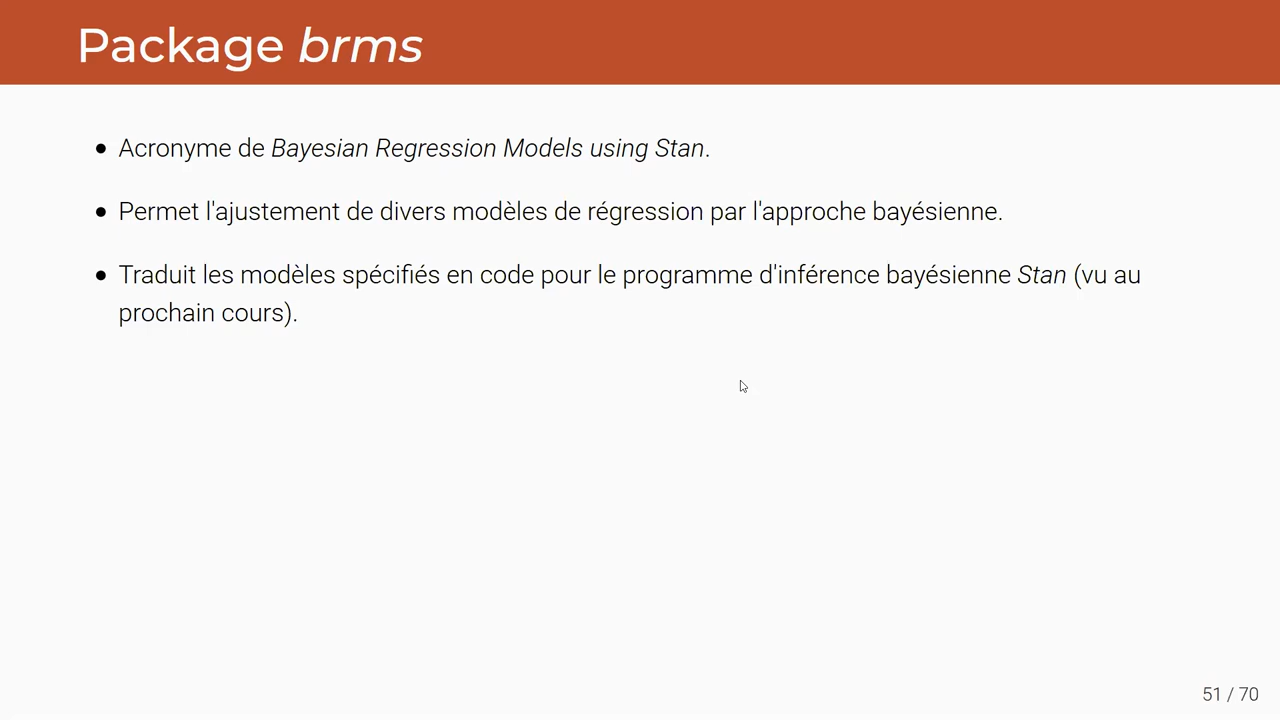 Package brms
• Acronyme de Bayesian Regression Models using Stan.
• Permet l'ajustement de divers modèles de régression par l'approche bayésienne.
• Traduit les modèles spécifiés en code pour le programme d'inférence bayésienne Stan (vu au
prochain cours).
51 / 70